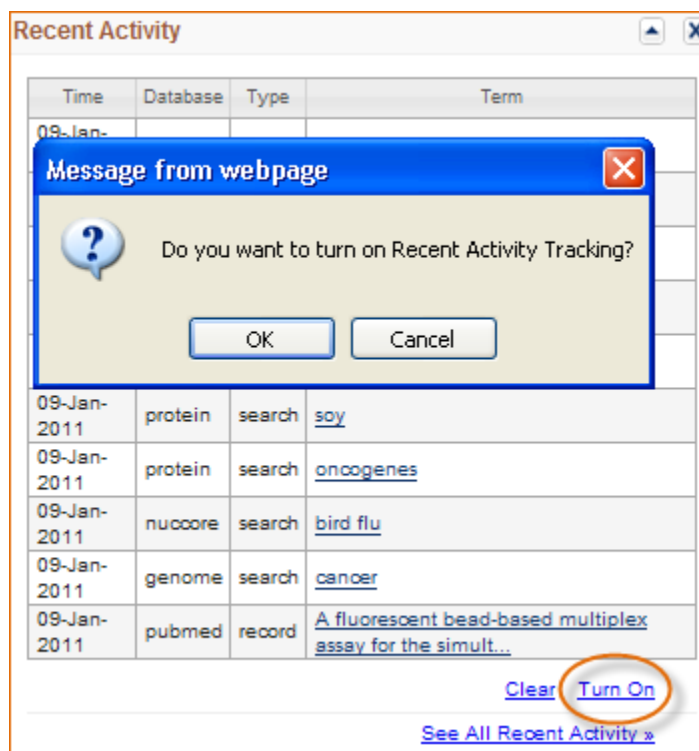 Recent Activity
Time Database Type Term
09-Jan-
Message from webpage
Do you want to turn on Recent Activity Tracking?
OK Cancel
09-Jan-
2011
protein search soy
09-Jan-
2011
protein search oncogenes
09-Jan-
2011
nuccore search bird flu
09-Jan-
2011
genome search cancer
09-Jan-
2011
pubmed record
A fluorescent bead-based multiplex
assay for the simult...
Clear Turn On
See All Recent Activity »